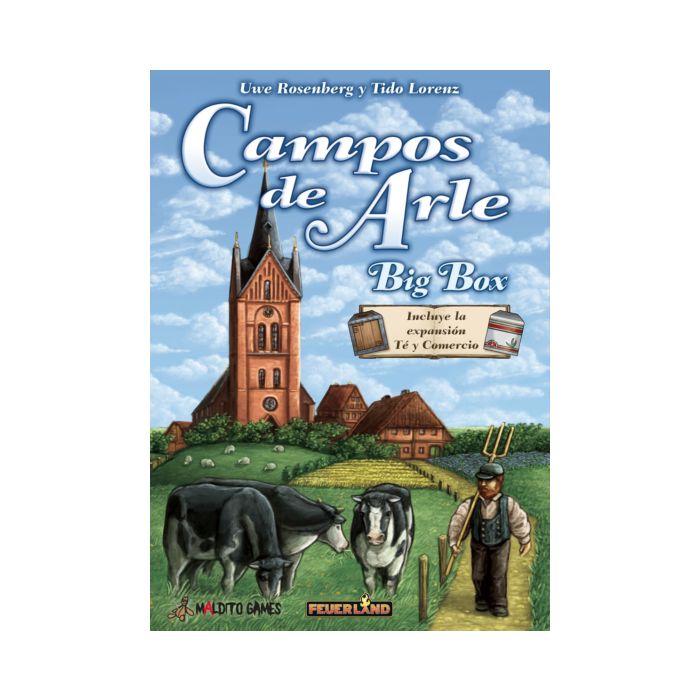 Uwe Rosenberg y Tido Lorenz
Campos
de Arle
Big Box
Incluye la
expansión
Té y Comercio
MALDITO GAMES
FEUERLAND